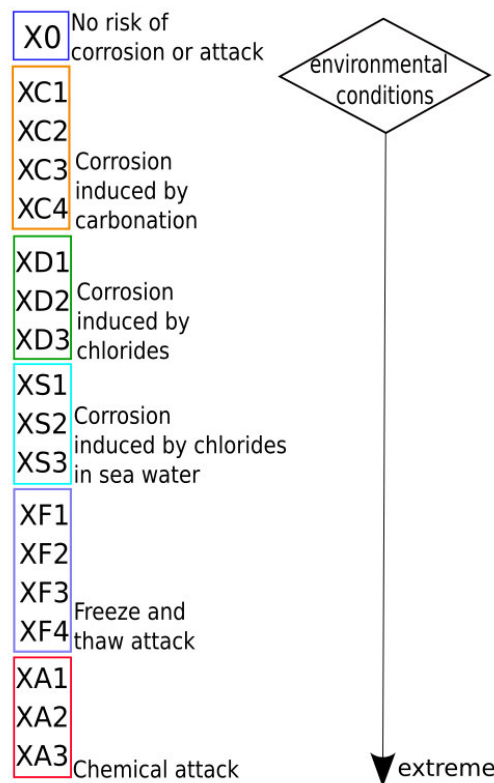 X0
No risk of
corrosion or attack
XC1
XC2
XC3
XC4
Corrosion
induced by
carbonation
XD1
XD2
XD3
Corrosion
induced by
chlorides
XS1
XS2
XS3
Corrosion
induced by chlorides
in sea water
XF1
XF2
XF3
XF4
Freeze and
thaw attack
XA1
XA2
XA3
Chemical attack
environmental
conditions
extreme